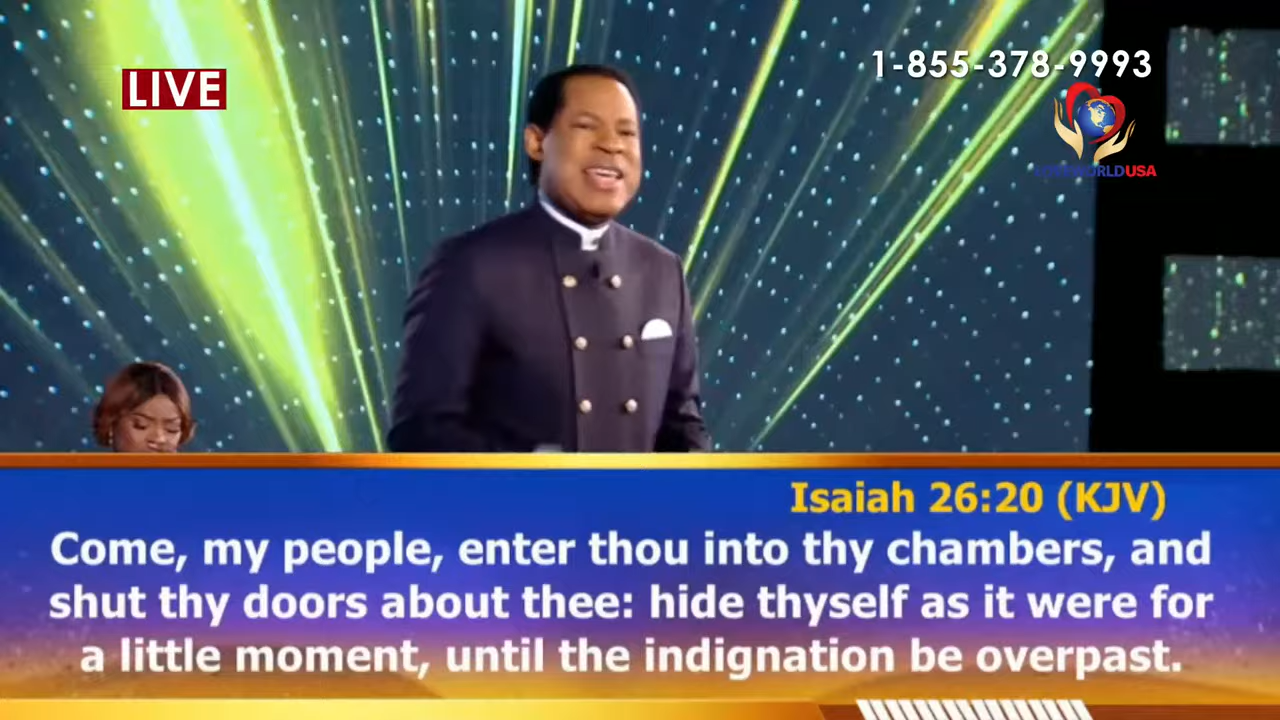 LIVE
1-855-378-9993
LOVEWORLDUSA
Isaiah 26:20 (KJV)
Come, my people, enter thou into thy chambers, and
shut thy doors about thee: hide thyself as it were for
a little moment, until the indignation be overpast.